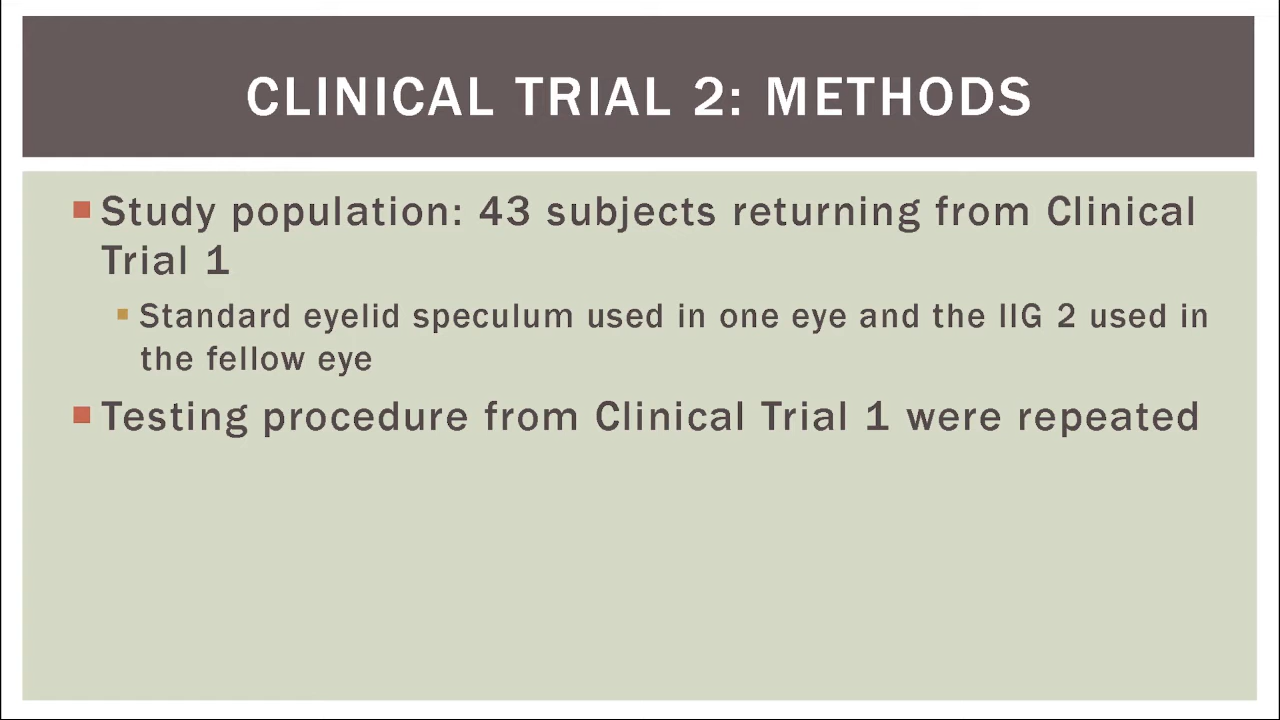 CLINICAL TRIAL 2: METHODS
Study population: 43 subjects returning from Clinical
Trial 1
Standard eyelid speculum used in one eye and the IIG 2 used in
the fellow eye
Testing procedure from Clinical Trial 1 were repeated